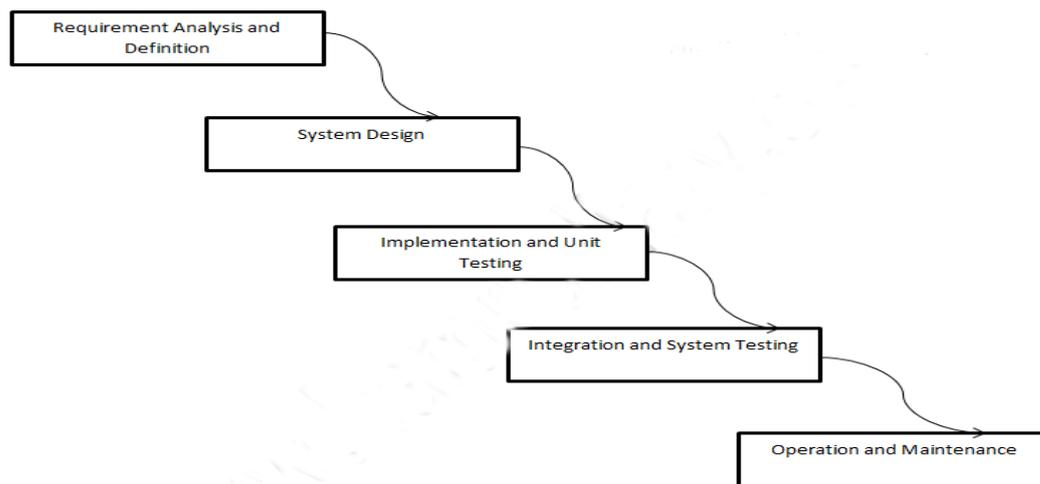 Requirement Analysis and
Definition
System Design
Implementation and Unit
Testing
Integration and System Testing
Operation and Maintenance